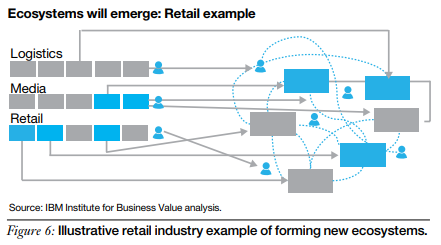 Ecosystems will emerge: Retail example
Logistics
Media
Retail
Source: IBM Institute for Business Value analysis.
Figure 6: Illustrative retail industry example of forming new ecosystems.